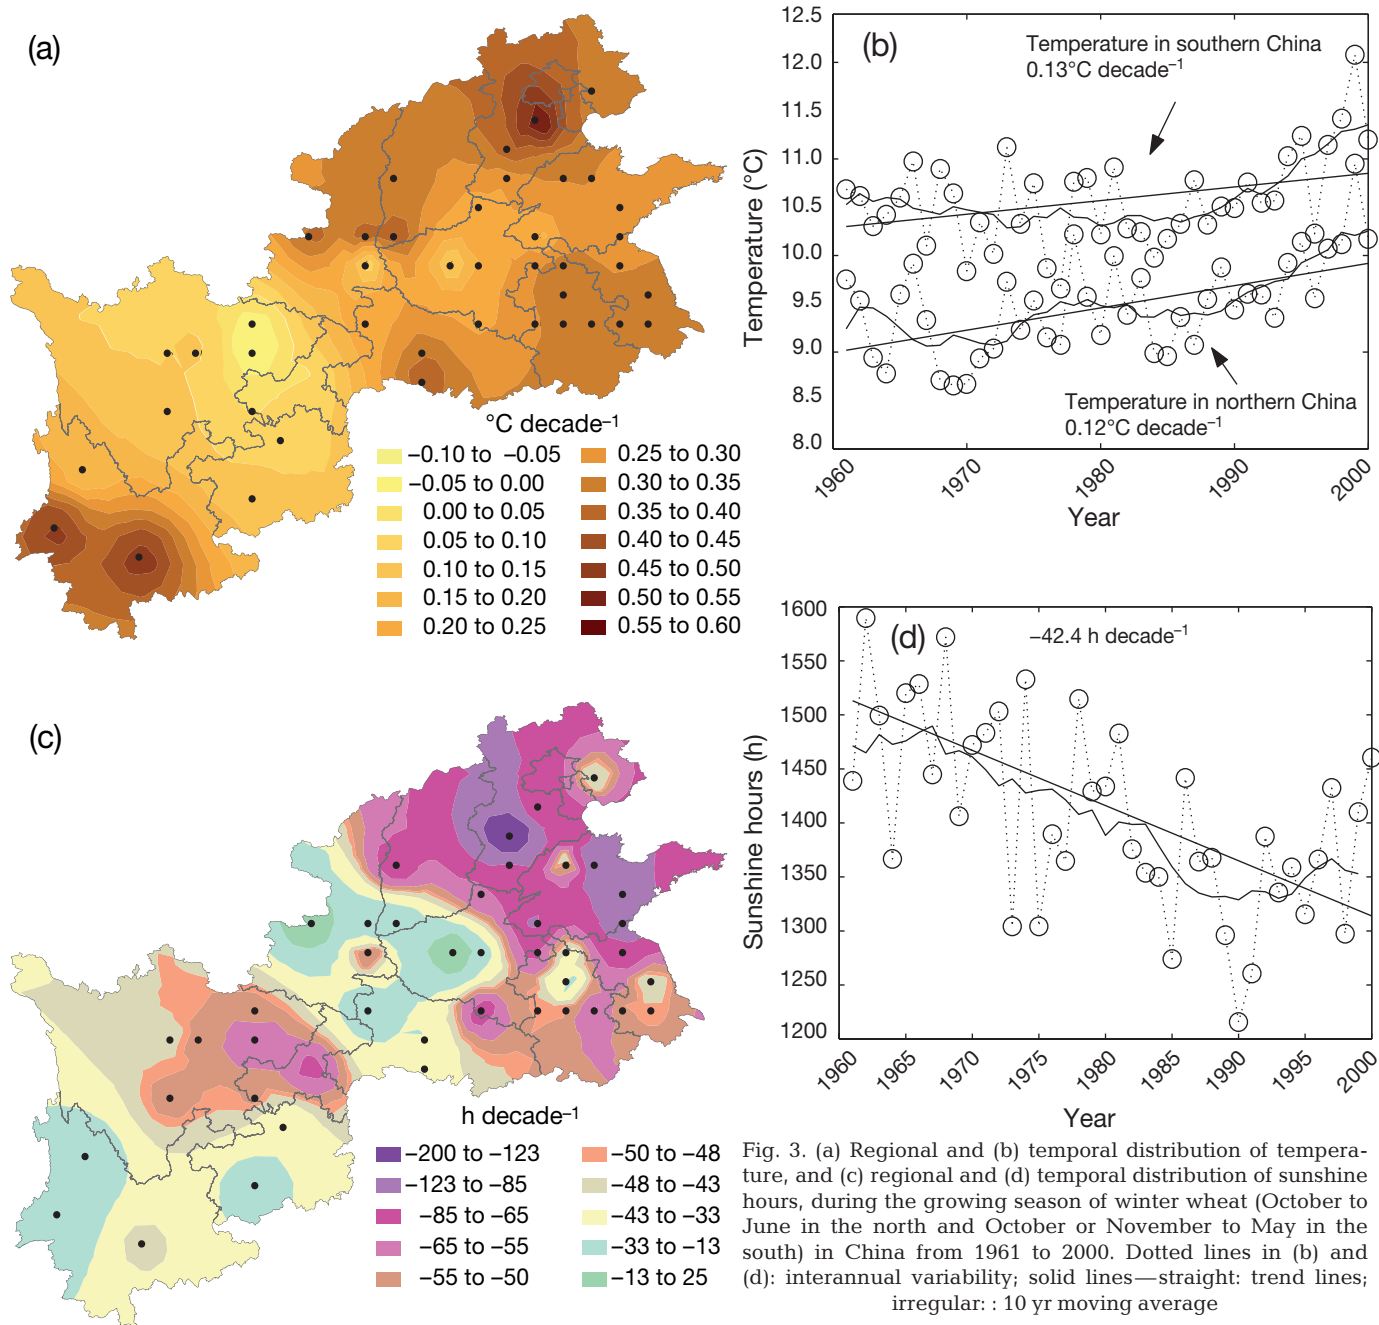 (a)
°C decade⁻¹
−0.10 to −0.05
−0.05 to 0.00
0.00 to 0.05
0.05 to 0.10
0.10 to 0.15
0.15 to 0.20
0.20 to 0.25
0.25 to 0.30
0.30 to 0.35
0.35 to 0.40
0.40 to 0.45
0.45 to 0.50
0.50 to 0.55
0.55 to 0.60
(b)
Temperature in southern China
0.13°C decade⁻¹
Temperature in northern China
0.12°C decade⁻¹
Temperature (°C)
12.5
12.0
11.5
11.0
10.5
10.0
9.5
9.0
8.5
8.0
1960
1970
1980
1990
2000
Year
(c)
h decade⁻¹
−200 to −123
−123 to −85
−85 to −65
−65 to −55
−55 to −50
−50 to −48
−48 to −43
−43 to −33
−33 to −13
−13 to 25
(d)
−42.4 h decade⁻¹
Sunshine hours (h)
1600
1550
1500
1450
1400
1350
1300
1250
1200
1960
1965
1970
1975
1980
1985
1990
1995
2000
Year
Fig. 3. (a) Regional and (b) temporal distribution of tempera-
ture, and (c) regional and (d) temporal distribution of sunshine
hours, during the growing season of winter wheat (October to
June in the north and October or November to May in the
south) in China from 1961 to 2000. Dotted lines in (b) and
(d): interannual variability; solid lines—straight: trend lines;
irregular: : 10 yr moving average